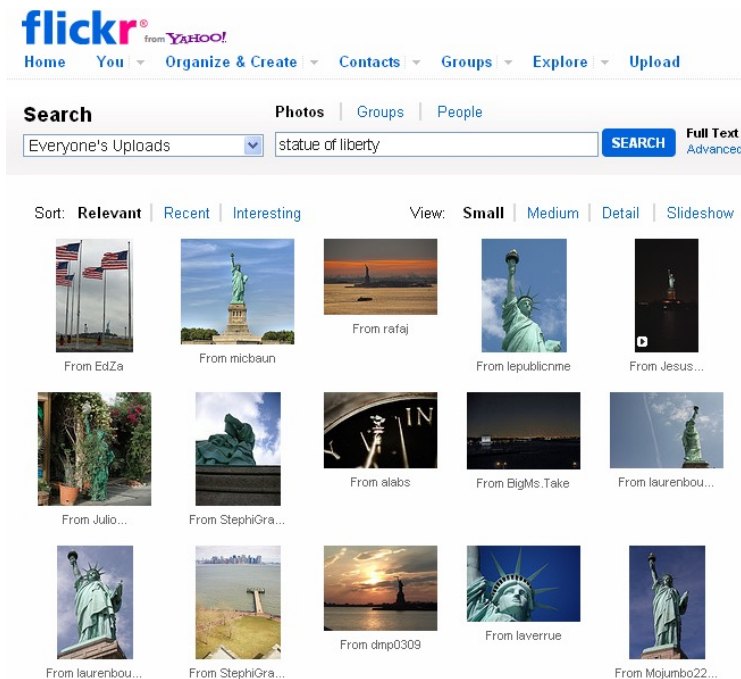 flickr® from YAHOO!
Home You Organize & Create Contacts Groups Explore Upload
Search Photos Groups People
Everyone's Uploads statue of liberty SEARCH Full Text
Advanced
Sort: Relevant Recent Interesting View: Small Medium Detail Slideshow
From EdZa From micbaun From rafaj From lepublicnme From Jesus...
IN
From Julio... From StephiGra... From alabs From BigMs.Take From laurenbou...
From laurenbou... From StephiGra... From dmp0309 From laverrue From Mojumbo22...